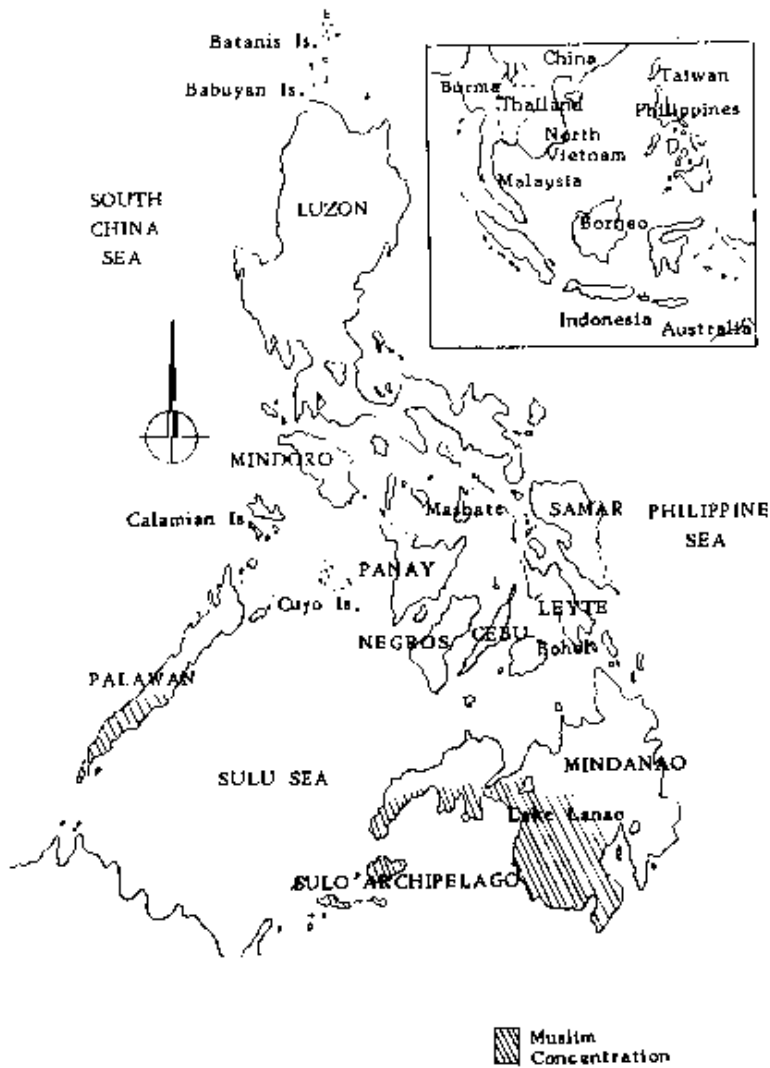 Batanis Is.
Babuyan Is.
China
Burma
Taiwan
Thailand
Philippines
North
Vietnam
Malaysia
Borneo
Indonesia
Australia
SOUTH
CHINA
SEA
LUZON
MINDORO
Calamian Is
Masbate
SAMAR
PHILIPPINE
SEA
PANAY
Cuyo Is.
LEYTE
NEGROS
CEBU
Bohol
PALAWAN
SULU SEA
MINDANAO
Lake Lanao
SULO ARCHIPELAGO
Muslim
Concentration